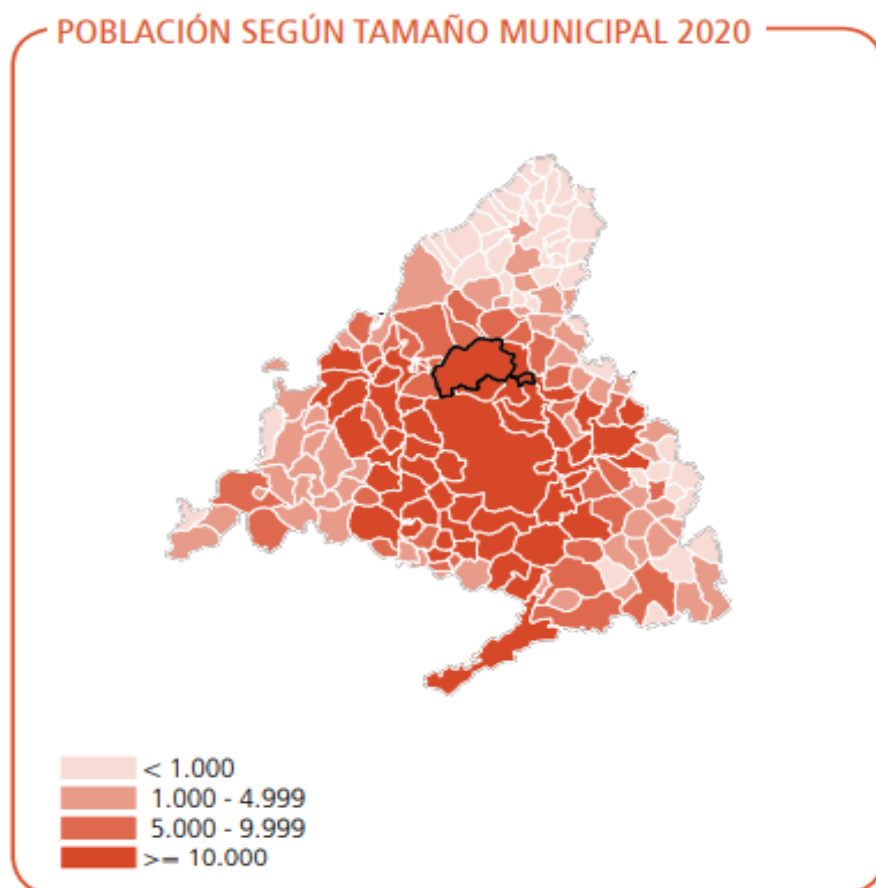 POBLACIÓN SEGÚN TAMAÑO MUNICIPAL 2020
< 1.000
1.000 - 4.999
5.000 - 9.999
>= 10.000